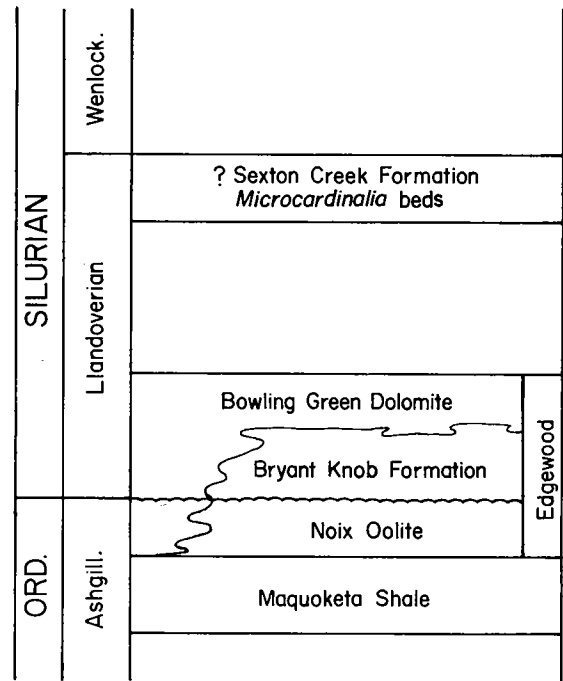 SILURIAN
ORD.
Wenlock.
Llandoverian
Ashgill.
? Sexton Creek Formation
Microcardinalia beds
Bowling Green Dolomite
Bryant Knob Formation
Noix Oolite
Edgewood
Maquoketa Shale